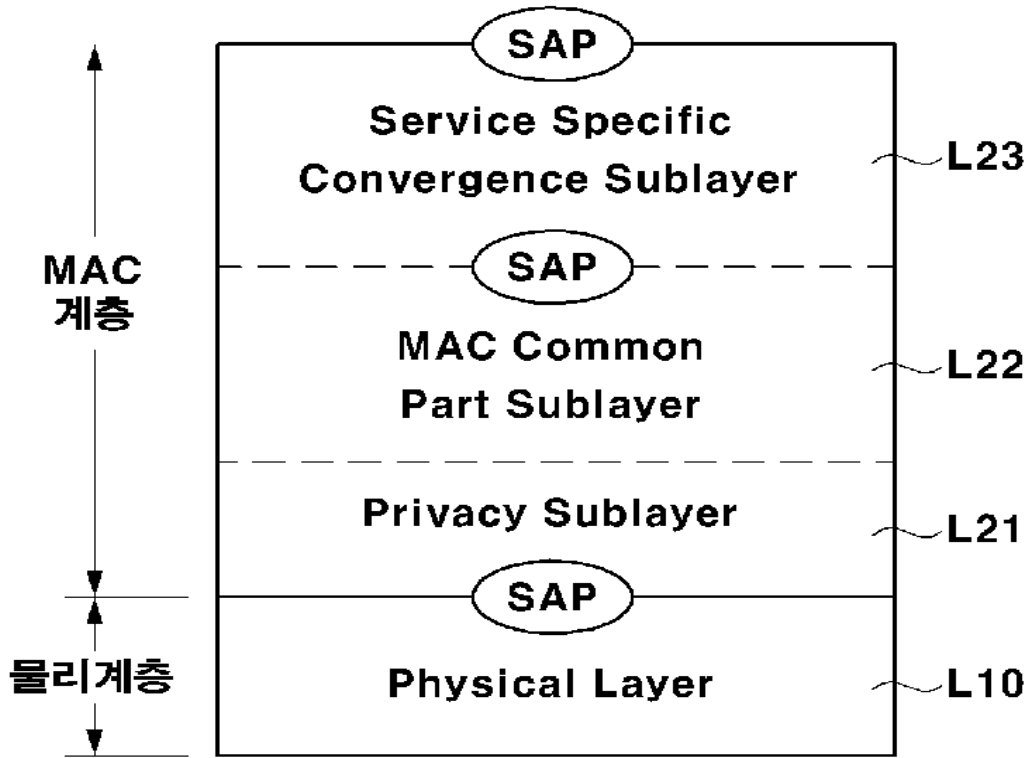 SAP
Service Specific
Convergence Sublayer
L23
SAP
MAC
계층
MAC Common
Part Sublayer
L22
Privacy Sublayer
L21
SAP
물리계층
Physical Layer
L10